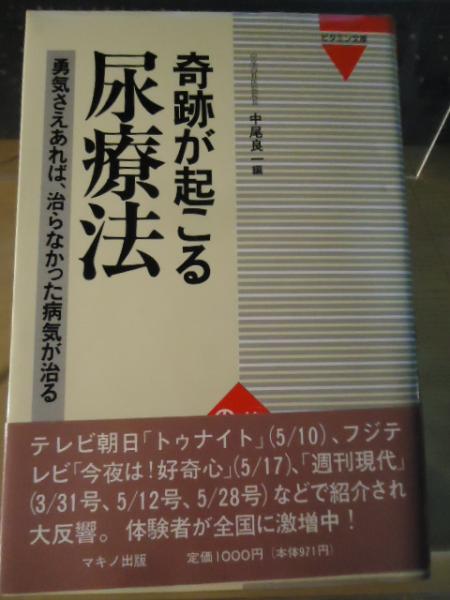 ビタミン文庫
奇跡が起こる
尿療法
勇気さえあれば、治らなかった病気が治る
中尾良一編
テレビ朝日「トゥナイト」(5/10)、フジテ
レビ「今夜は!好奇心」(5/17)、「週刊現代」
(3/31号、5/12号、5/28号)などで紹介され
大反響。体験者が全国に激増中!
マキノ出版 定価1000円(本体971円)